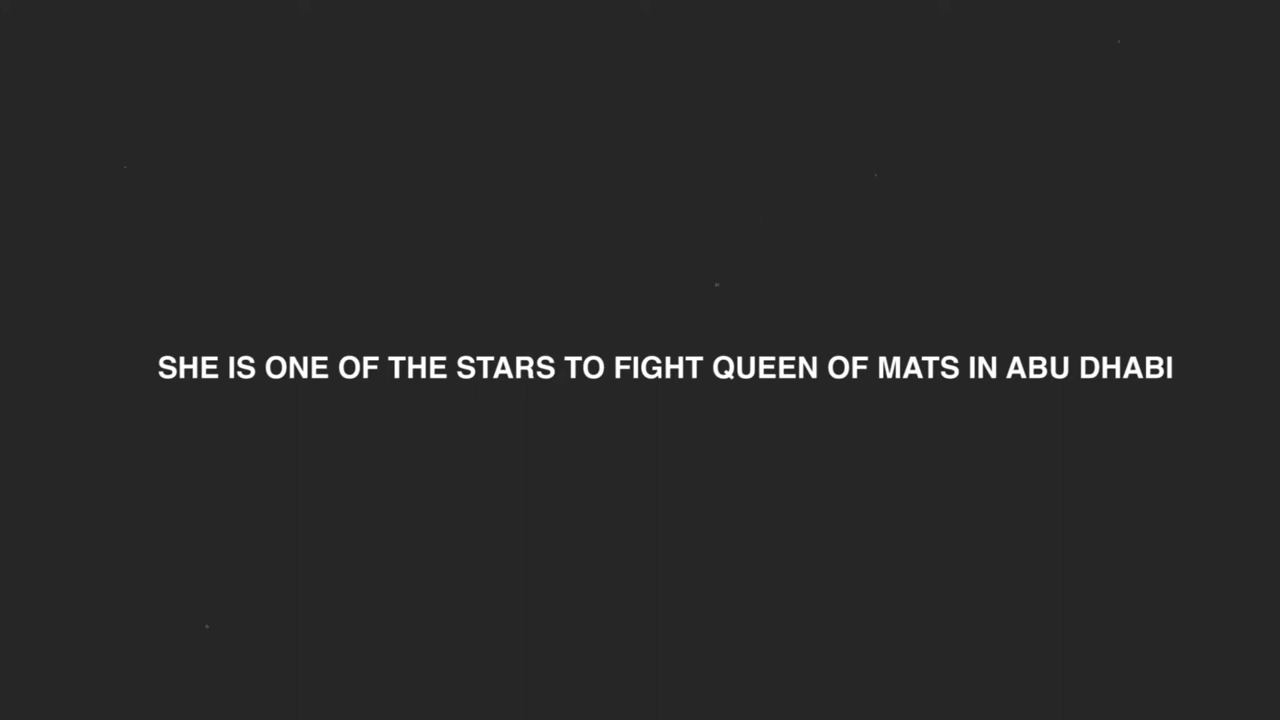 SHE IS ONE OF THE STARS TO FIGHT QUEEN OF MATS IN ABU DHABI